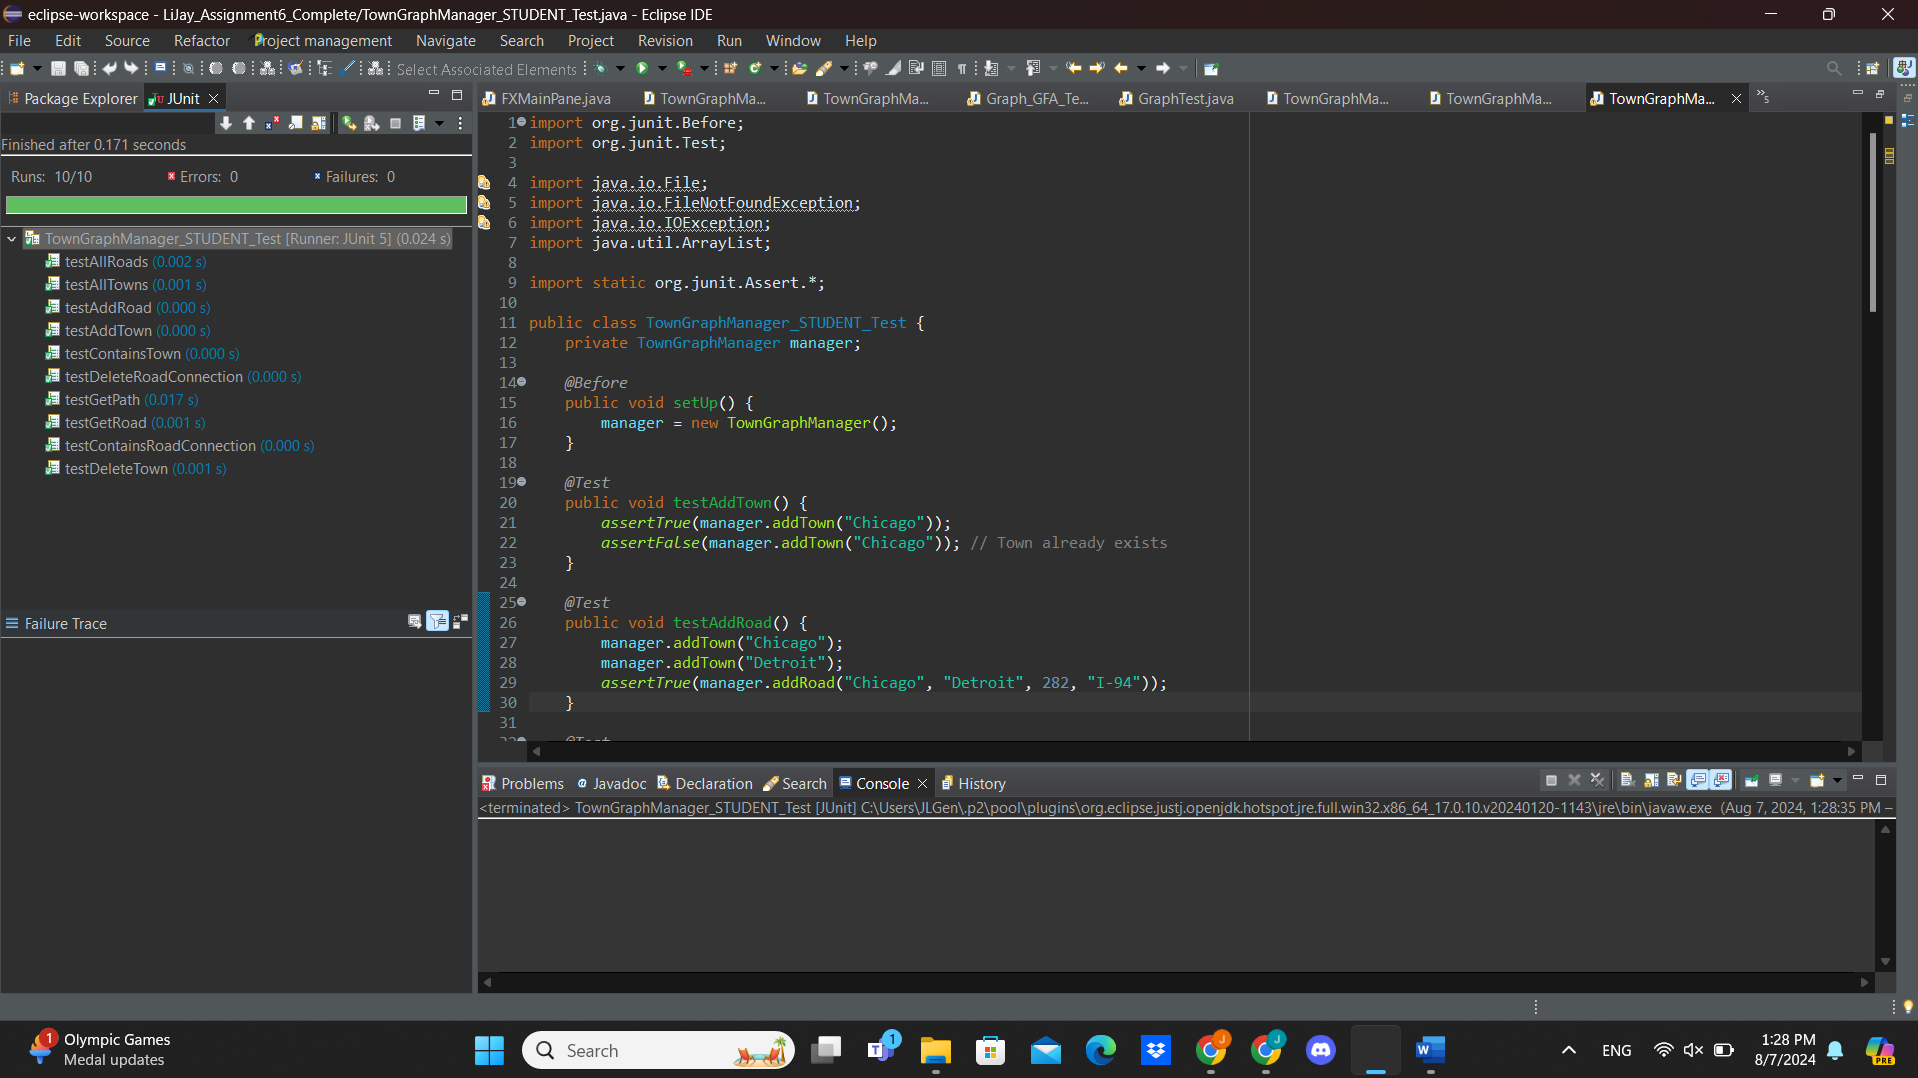 eclipse-workspace - LiJay_Assignment6_Complete/TownGraphManager_STUDENT_Test.java - Eclipse IDE
File Edit Source Refactor Project management Navigate Search Project Revision Run Window Help
Select Associated Elements
Package Explorer JUnit
FXMainPane.java TownGraphMa... TownGraphMa... Graph_GFA_Te... GraphTest.java TownGraphMa... TownGraphMa... TownGraphMa... 5
Finished after 0.171 seconds
Runs: 10/10 Errors: 0 Failures: 0
TownGraphManager_STUDENT_Test [Runner: JUnit 5] (0.024 s)
testAllRoads (0.002 s)
testAllTowns (0.001 s)
testAddRoad (0.000 s)
testAddTown (0.000 s)
testContainsTown (0.000 s)
testDeleteRoadConnection (0.000 s)
testGetPath (0.017 s)
testGetRoad (0.001 s)
testContainsRoadConnection (0.000 s)
testDeleteTown (0.001 s)
Failure Trace
1 import org.junit.Before;
2 import org.junit.Test;
3
4 import java.io.File;
5 import java.io.FileNotFoundException;
6 import java.io.IOException;
7 import java.util.ArrayList;
8
9 import static org.junit.Assert.*;
10
11 public class TownGraphManager_STUDENT_Test {
12 private TownGraphManager manager;
13
14 @Before
15 public void setUp() {
16 manager = new TownGraphManager();
17 }
18
19 @Test
20 public void testAddTown() {
21 assertTrue(manager.addTown("Chicago"));
22 assertFalse(manager.addTown("Chicago")); // Town already exists
23 }
24
25 @Test
26 public void testAddRoad() {
27 manager.addTown("Chicago");
28 manager.addTown("Detroit");
29 assertTrue(manager.addRoad("Chicago", "Detroit", 282, "I-94"));
30 }
31
32 @Test
Problems Javadoc Declaration Search Console History
<terminated> TownGraphManager_STUDENT_Test [JUnit] C:\Users\JLGen\.p2\pool\plugins\org.eclipse.justj.openjdk.hotspot.jre.full.win32.x86_64_17.0.10.v20240120-1143\jre\bin\javaw.exe (Aug 7, 2024, 1:28:35 PM –
1 Olympic Games
Medal updates
Search
1
ENG
1:28 PM
8/7/2024
PRE